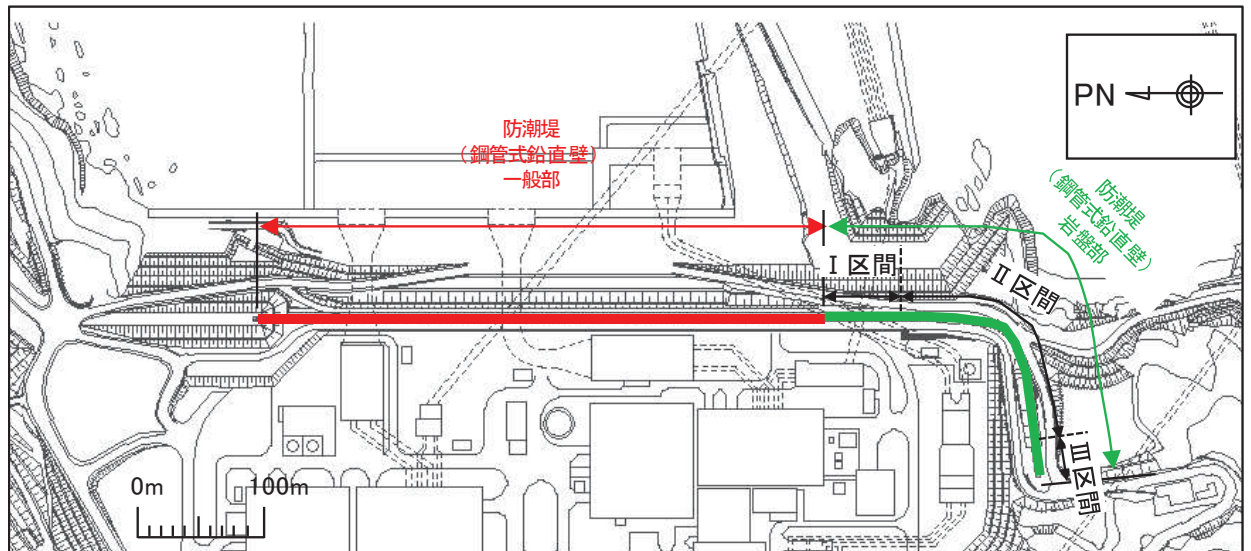 防潮堤
(鋼管式鉛直壁)
一般部
PN
防潮堤
(鋼管式鉛直壁)
岩盤部
Ⅰ区間
Ⅱ区間
Ⅲ区間
0m
100m